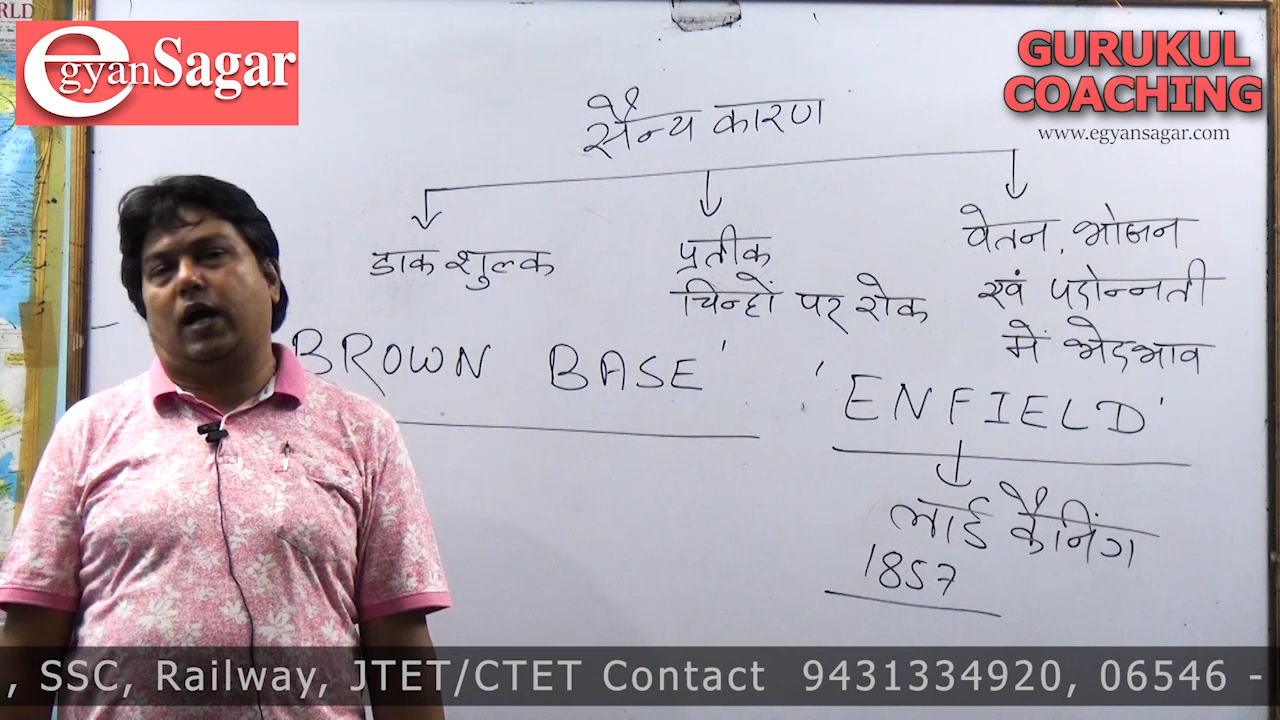 RLD
egyanSagar
GURUKUL
COACHING
www.egyansagar.com
सैन्य कारण
डाक शुल्क
प्रतीक
चिन्हों पर रोक
वेतन, भोजन
एवं पदोन्नती
में भेदभाव
BROWN BASE'
'ENFIELD'
लार्ड कैनिंग
1857
, SSC, Railway, JTET/CTET Contact 9431334920, 06546 -